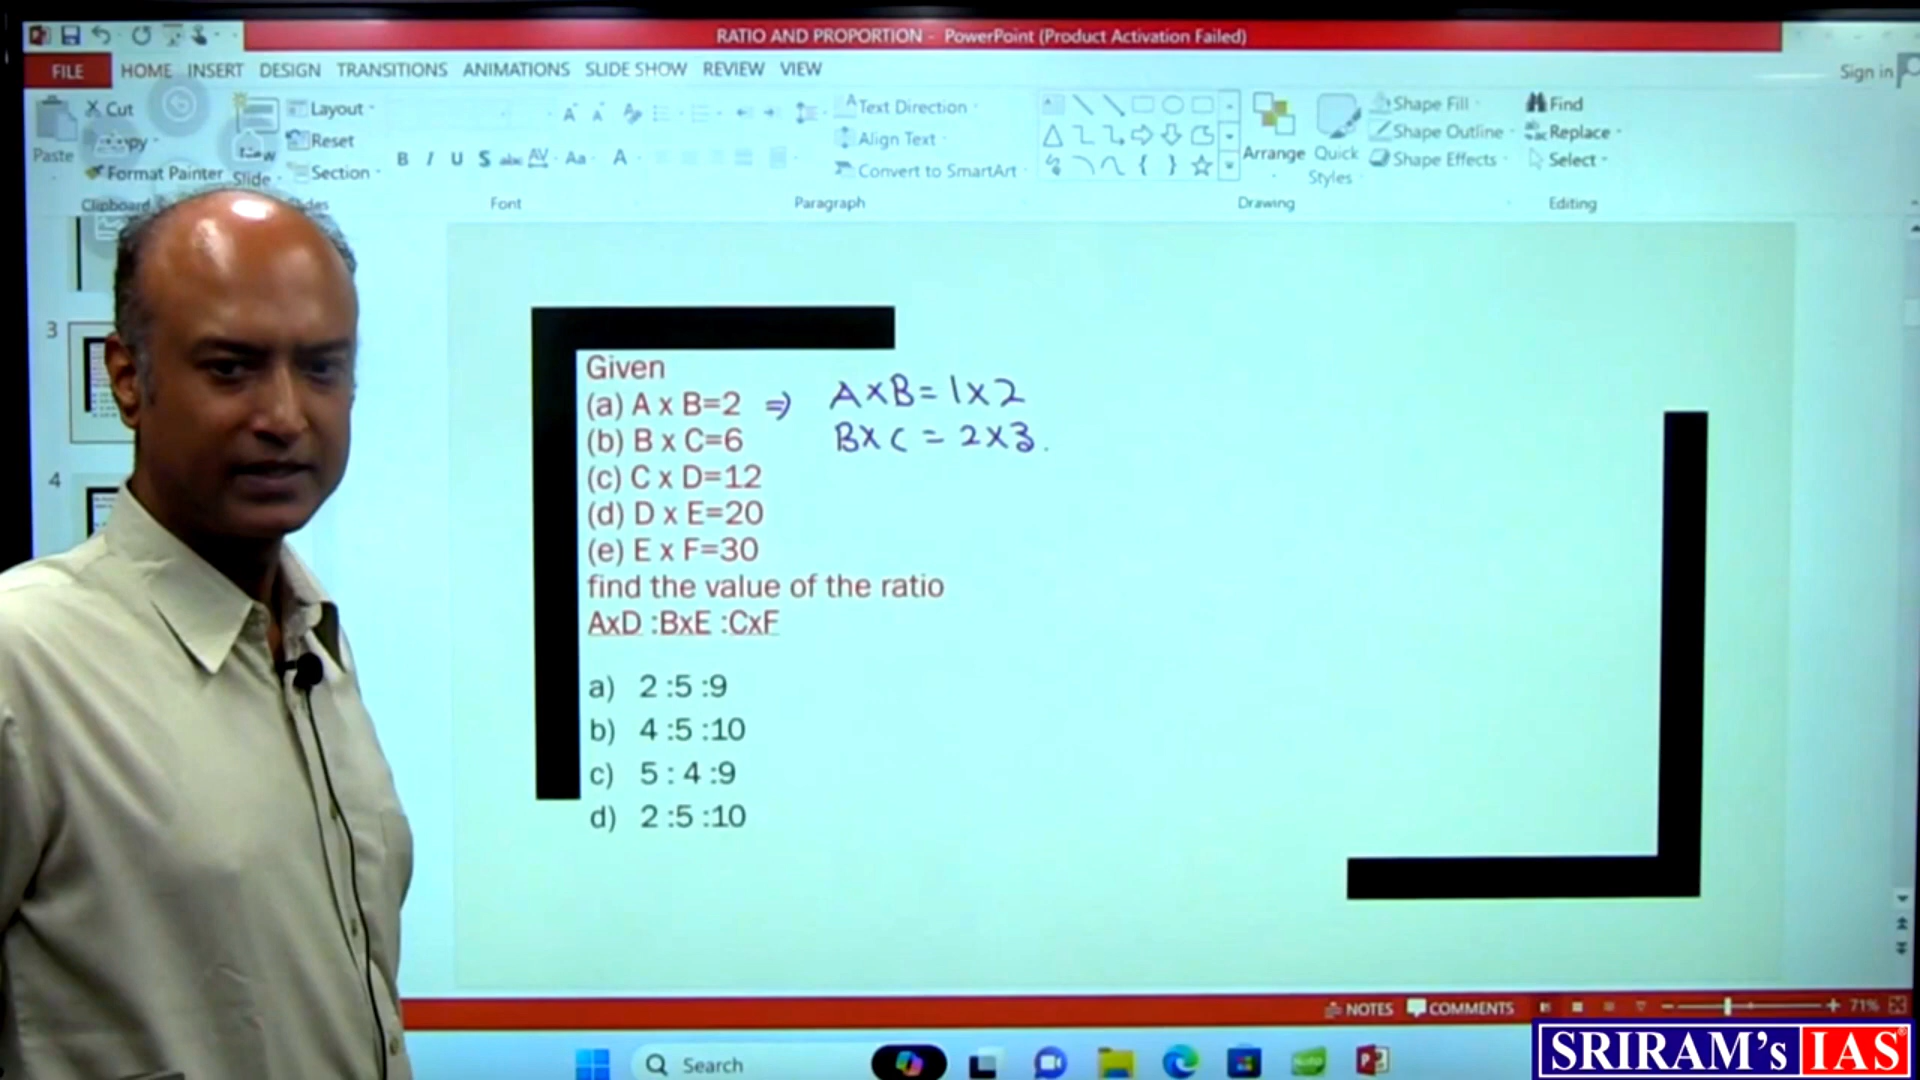 RATIO AND PROPORTION - PowerPoint (Product Activation Failed)
FILE HOME INSERT DESIGN TRANSITIONS ANIMATIONS SLIDE SHOW REVIEW VIEW
Sign in
Cut
Format Painter
Paste
Clipboard
Slide
Layout
Reset
Section
B I U S abc AV Aa A
Font
Text Direction
Align Text
Convert to SmartArt
Paragraph
Arrange
Quick Styles
Shape Fill
Shape Outline
Shape Effects
Drawing
Find
Replace
Select
Editing
3
4
Given
(a) A x B=2 ⇒ A×B=1×2
(b) B x C=6 B×C=2×3.
(c) C x D=12
(d) D x E=20
(e) E x F=30
find the value of the ratio
AxD :BxE :CxF
a) 2 :5 :9
b) 4 :5 :10
c) 5 : 4 :9
d) 2 :5 :10
NOTES COMMENTS 71%
Search
SRIRAM's IAS